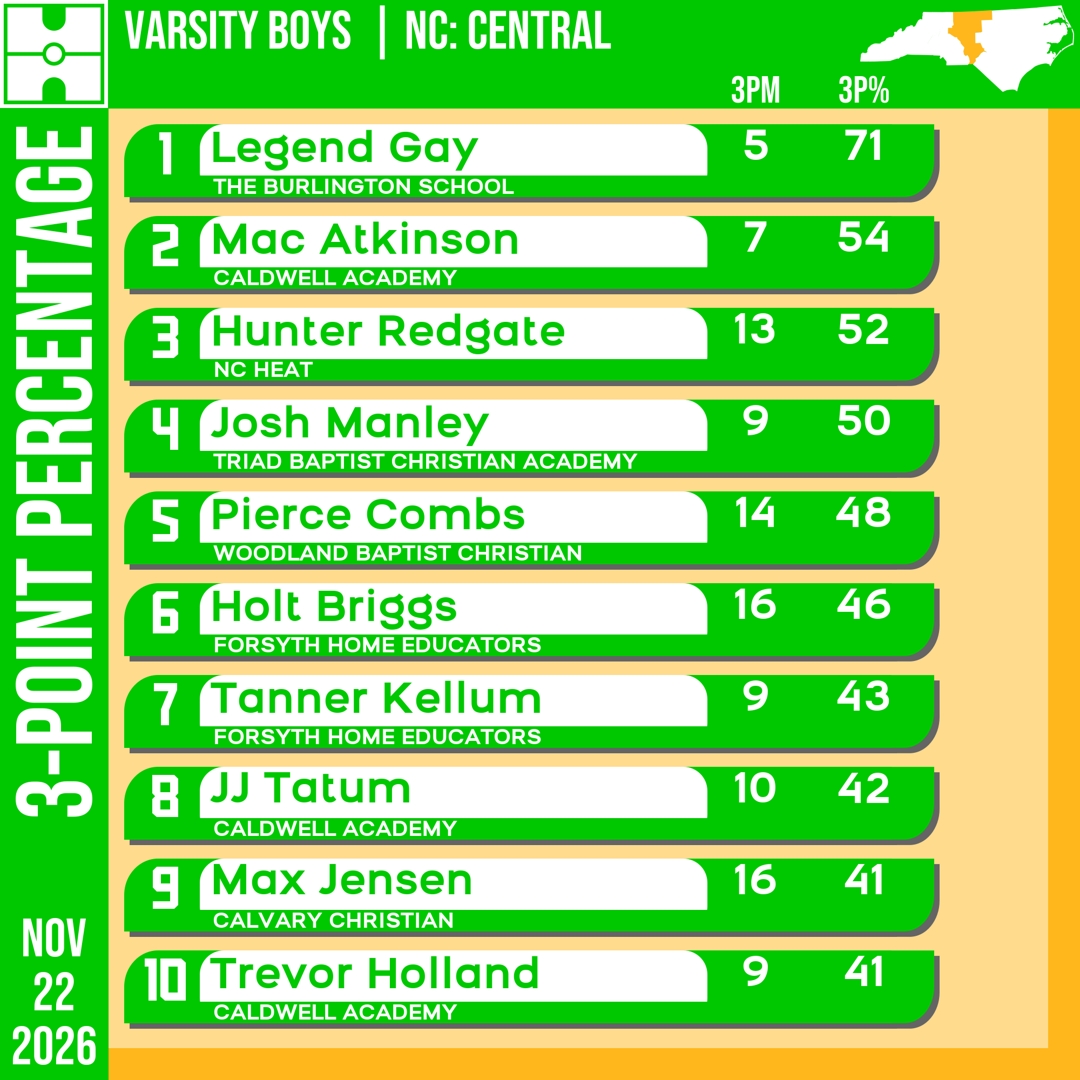 VARSITY BOYS | NC: CENTRAL
3PM 3P%
3-POINT PERCENTAGE
1 Legend Gay 5 71
THE BURLINGTON SCHOOL
2 Mac Atkinson 7 54
CALDWELL ACADEMY
3 Hunter Redgate 13 52
NC HEAT
4 Josh Manley 9 50
TRIAD BAPTIST CHRISTIAN ACADEMY
5 Pierce Combs 14 48
WOODLAND BAPTIST CHRISTIAN
6 Holt Briggs 16 46
FORSYTH HOME EDUCATORS
7 Tanner Kellum 9 43
FORSYTH HOME EDUCATORS
8 JJ Tatum 10 42
CALDWELL ACADEMY
9 Max Jensen 16 41
CALVARY CHRISTIAN
10 Trevor Holland 9 41
CALDWELL ACADEMY
NOV
22
2026